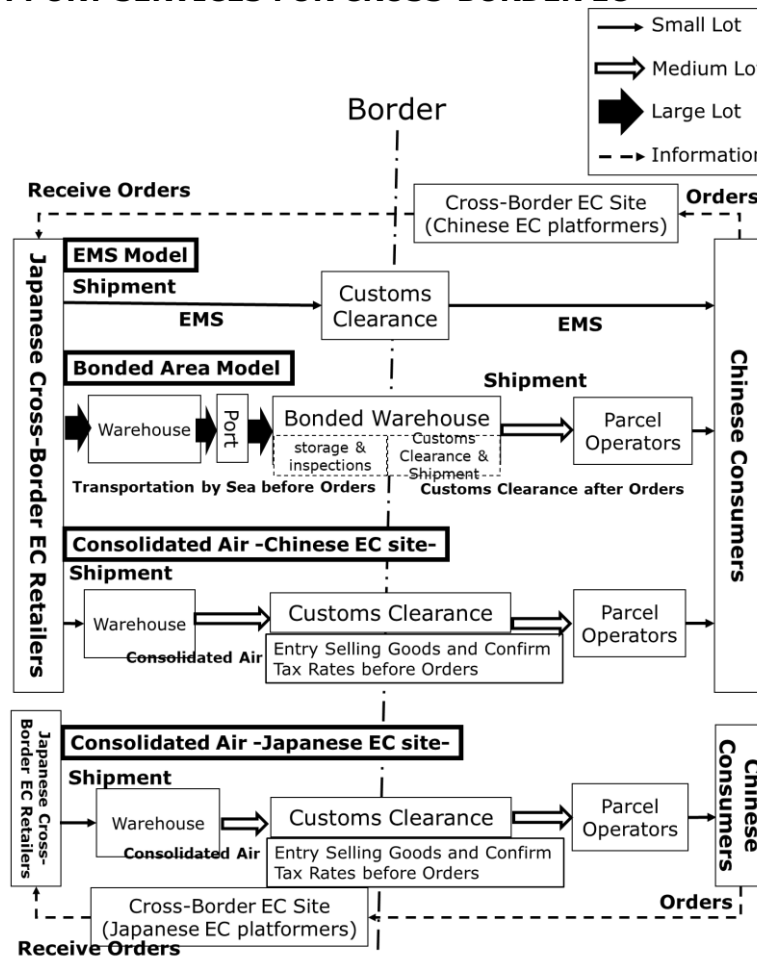 SERVICES FOR CROSS-BORDER EC
Small Lot
Medium Lot
Large Lot
Information
Border
Receive Orders
Cross-Border EC Site
(Chinese EC platformers)
Orders
Japanese Cross-Border EC Retailers
EMS Model
Shipment
EMS
Customs
Clearance
EMS
Chinese Consumers
Bonded Area Model
Shipment
Warehouse
Port
Bonded Warehouse
storage &
inspections
Customs
Clearance &
Shipment
Parcel
Operators
Transportation by Sea before Orders
Customs Clearance after Orders
Consolidated Air -Chinese EC site-
Shipment
Warehouse
Consolidated Air
Customs Clearance
Entry Selling Goods and Confirm
Tax Rates before Orders
Parcel
Operators
Japanese Cross-
Border EC Retailers
Consolidated Air -Japanese EC site-
Shipment
Warehouse
Consolidated Air
Customs Clearance
Entry Selling Goods and Confirm
Tax Rates before Orders
Parcel
Operators
Chinese
Consumers
Orders
Cross-Border EC Site
(Japanese EC platformers)
Receive Orders